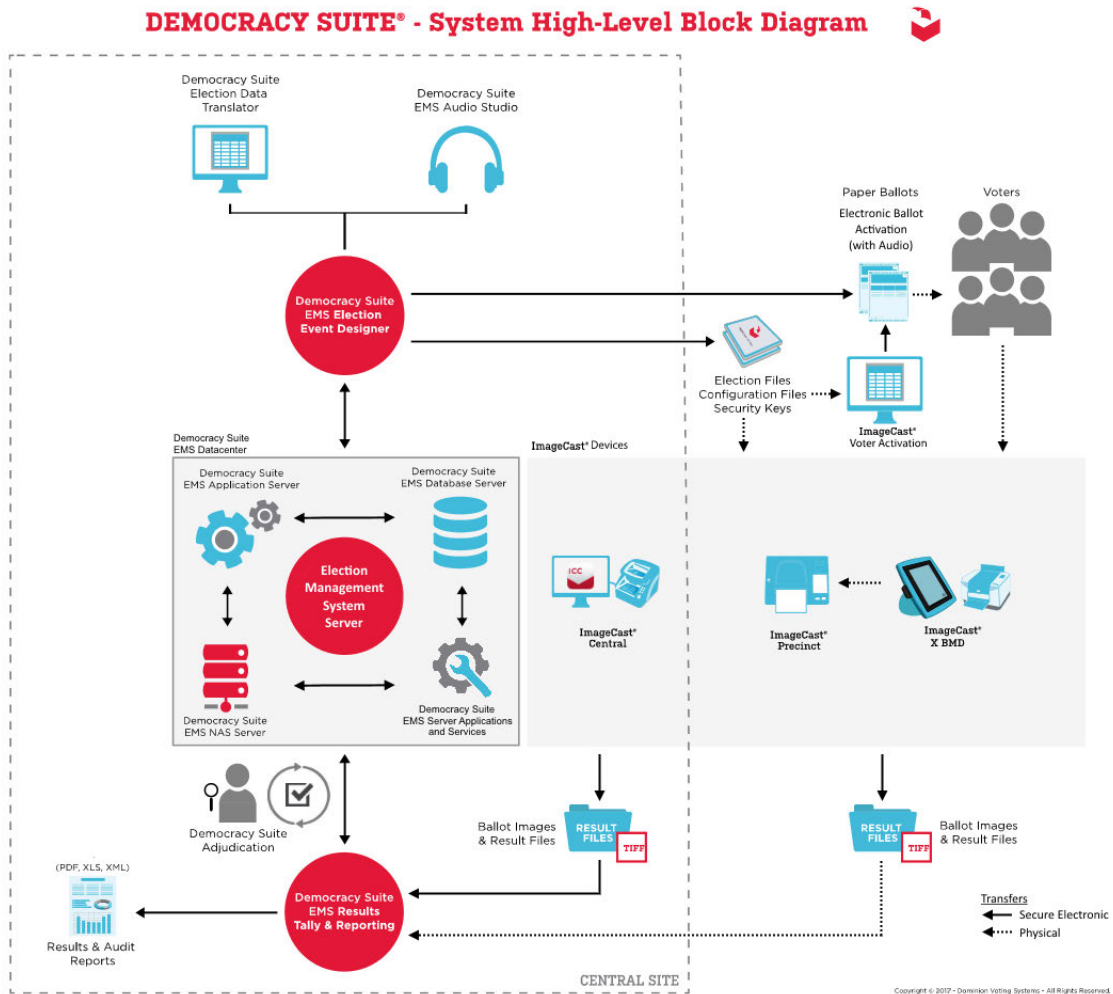 DEMOCRACY SUITE® - System High-Level Block Diagram
Democracy Suite
Election Data
Translator
Democracy Suite
EMS Audio Studio
Paper Ballots
Electronic Ballot
Activation
(with Audio)
Voters
Democracy Suite
EMS Election
Event Designer
Election Files
Configuration Files
Security Keys
ImageCast®
Voter Activation
Democracy Suite
EMS Datacenter
ImageCast® Devices
Democracy Suite
EMS Application Server
Democracy Suite
EMS Database Server
Election
Management
System
Server
ICC
ImageCast®
Central
ImageCast®
Precinct
ImageCast®
X BMD
Democracy Suite
EMS NAS Server
Democracy Suite
EMS Server Applications
and Services
Democracy Suite
Adjudication
Ballot Images
& Result Files
RESULT
FILES
TIFF
RESULT
FILES
TIFF
Ballot Images
& Result Files
(PDF, XLS, XML)
Results & Audit
Reports
Democracy Suite
EMS Results
Tally & Reporting
Transfers
Secure Electronic
Physical
CENTRAL SITE
Copyright © 2017 - Dominion Voting Systems - All Rights Reserved.